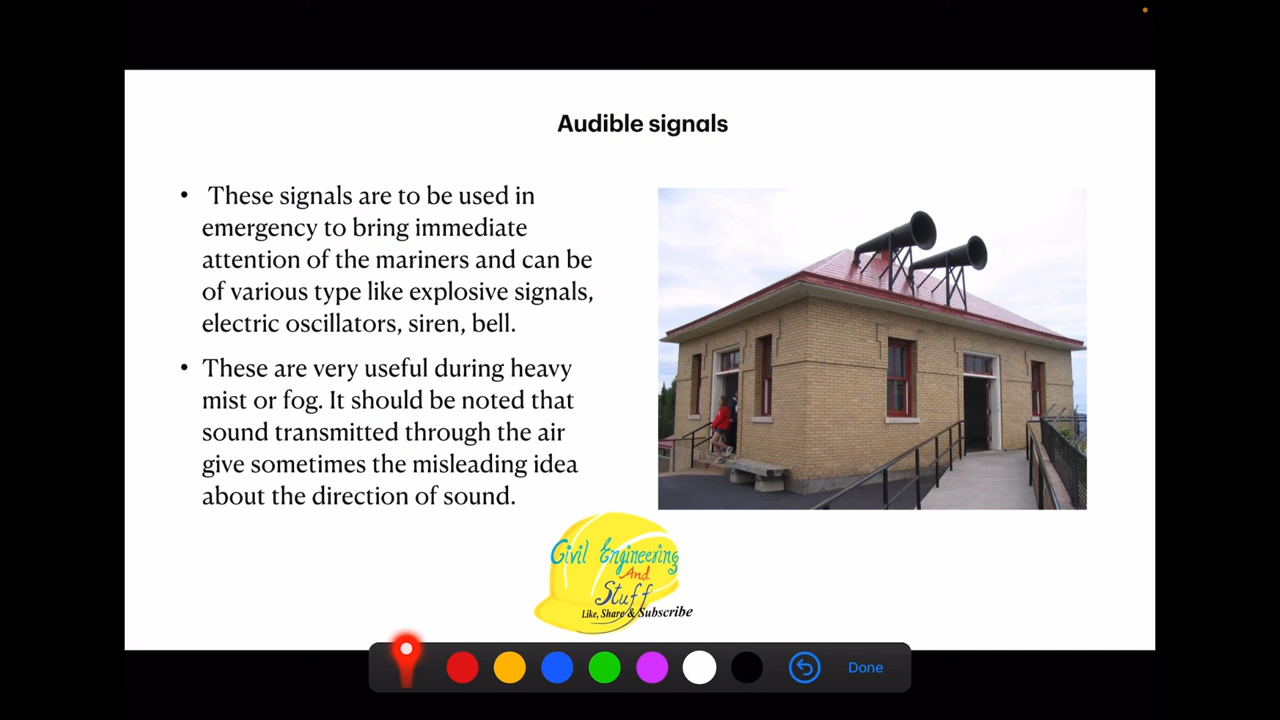 Audible signals
• These signals are to be used in
emergency to bring immediate
attention of the mariners and can be
of various type like explosive signals,
electric oscillators, siren, bell.
• These are very useful during heavy
mist or fog. It should be noted that
sound transmitted through the air
give sometimes the misleading idea
about the direction of sound.
Civil Engineering
And
Stuff
Like, Share & Subscribe
Done